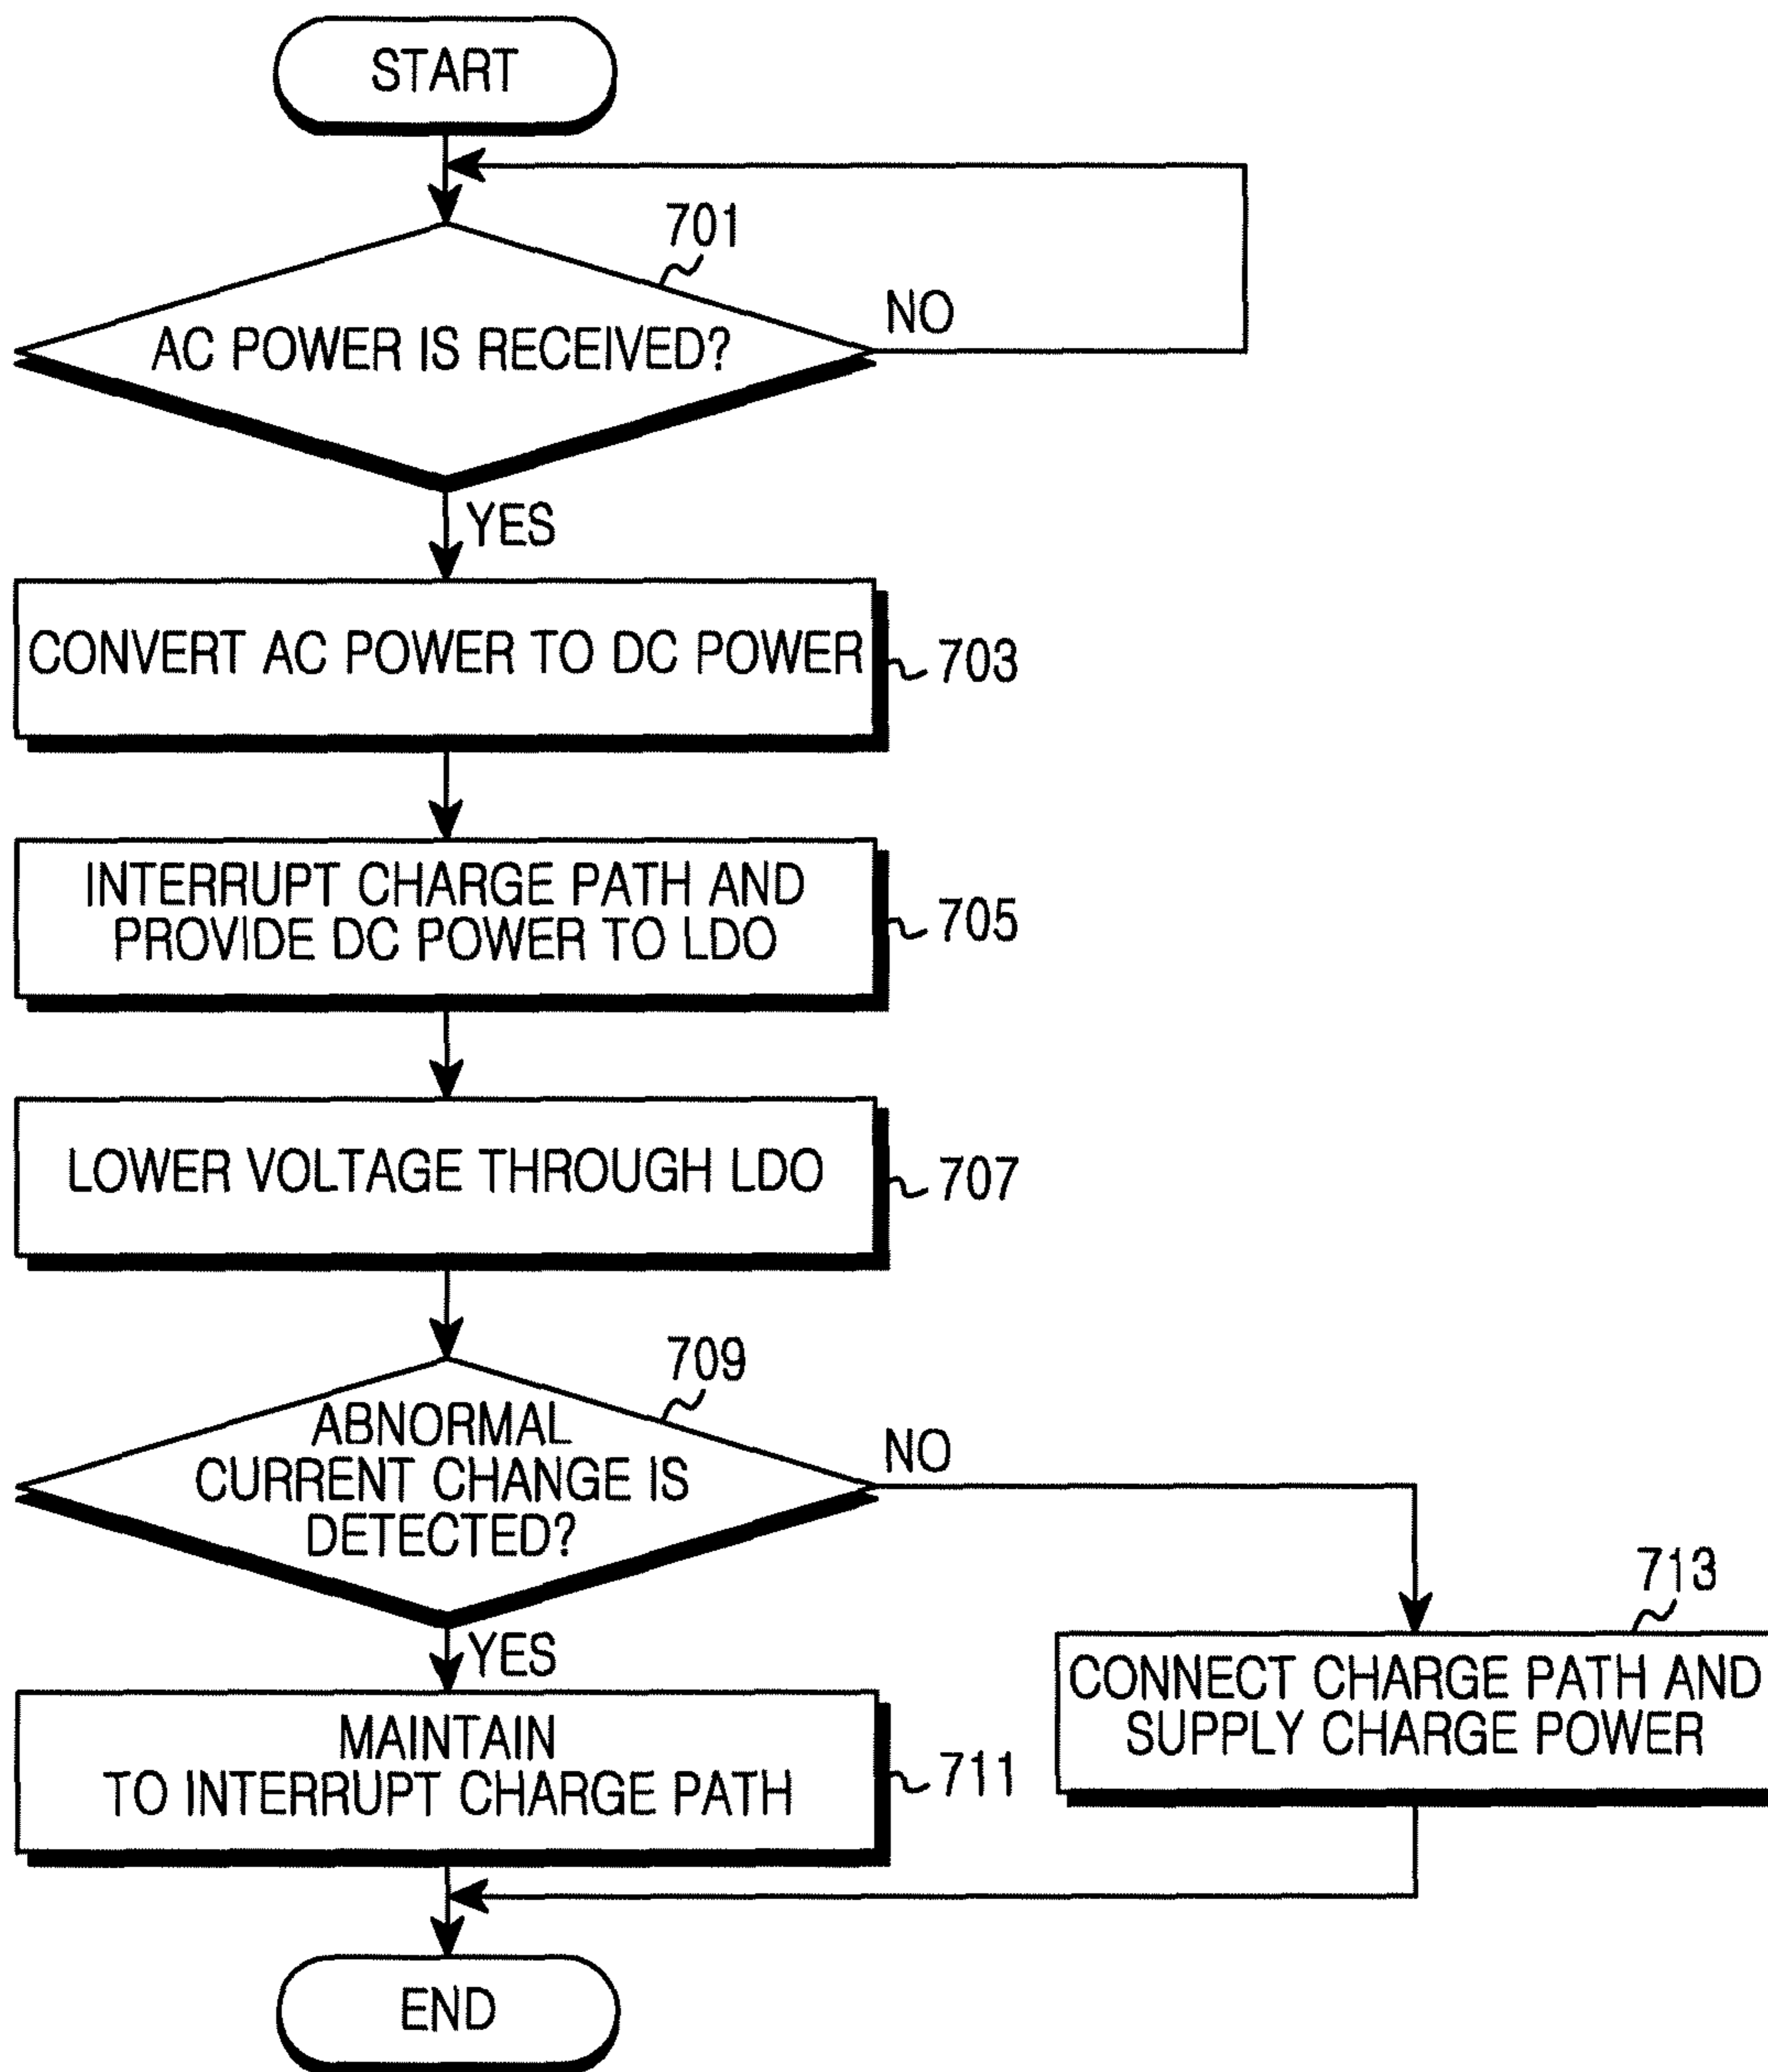 START
701
AC POWER IS RECEIVED?
NO
YES
CONVERT AC POWER TO DC POWER
703
INTERRUPT CHARGE PATH AND
PROVIDE DC POWER TO LDO
705
LOWER VOLTAGE THROUGH LDO
707
709
ABNORMAL
CURRENT CHANGE IS
DETECTED?
NO
YES
713
CONNECT CHARGE PATH AND
SUPPLY CHARGE POWER
MAINTAIN
TO INTERRUPT CHARGE PATH
711
END